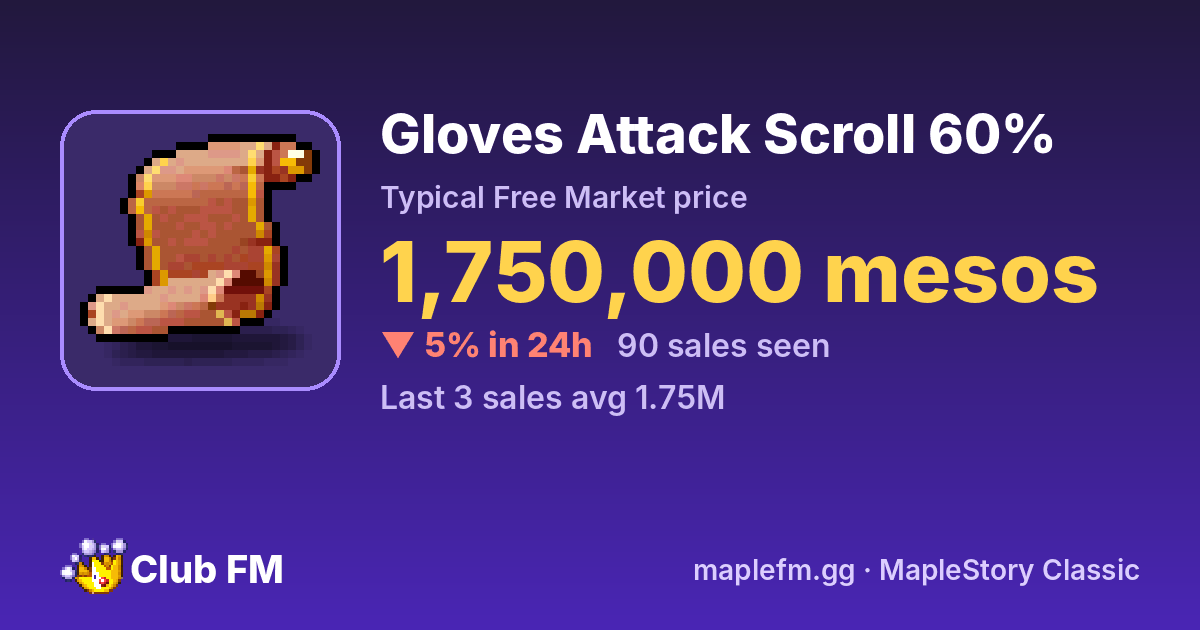 Gloves Attack Scroll 60%
Typical Free Market price
1,750,000 mesos
▼ 5% in 24h 90 sales seen
Last 3 sales avg 1.75M
Club FM
maplefm.gg · MapleStory Classic